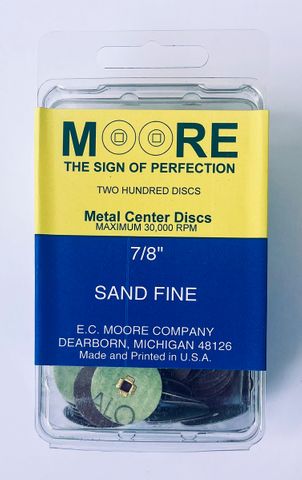 MOORE
THE SIGN OF PERFECTION
TWO HUNDRED DISCS
Metal Center Discs
MAXIMUM 30,000 RPM
7/8"
SAND FINE
E.C. MOORE COMPANY
DEARBORN, MICHIGAN 48126
Made and Printed in U.S.A.